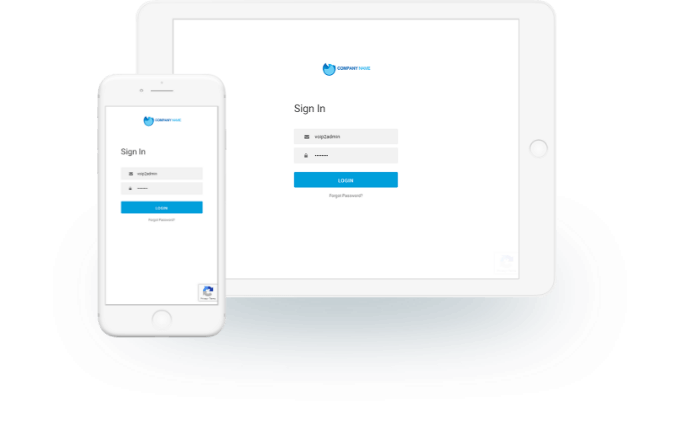 COMPANY NAME
Sign In
voip2admin
••••••••
LOGIN
Forgot Password?
COMPANY NAME
Sign In
voip2admin
•••••••
LOGIN
Forgot Password?